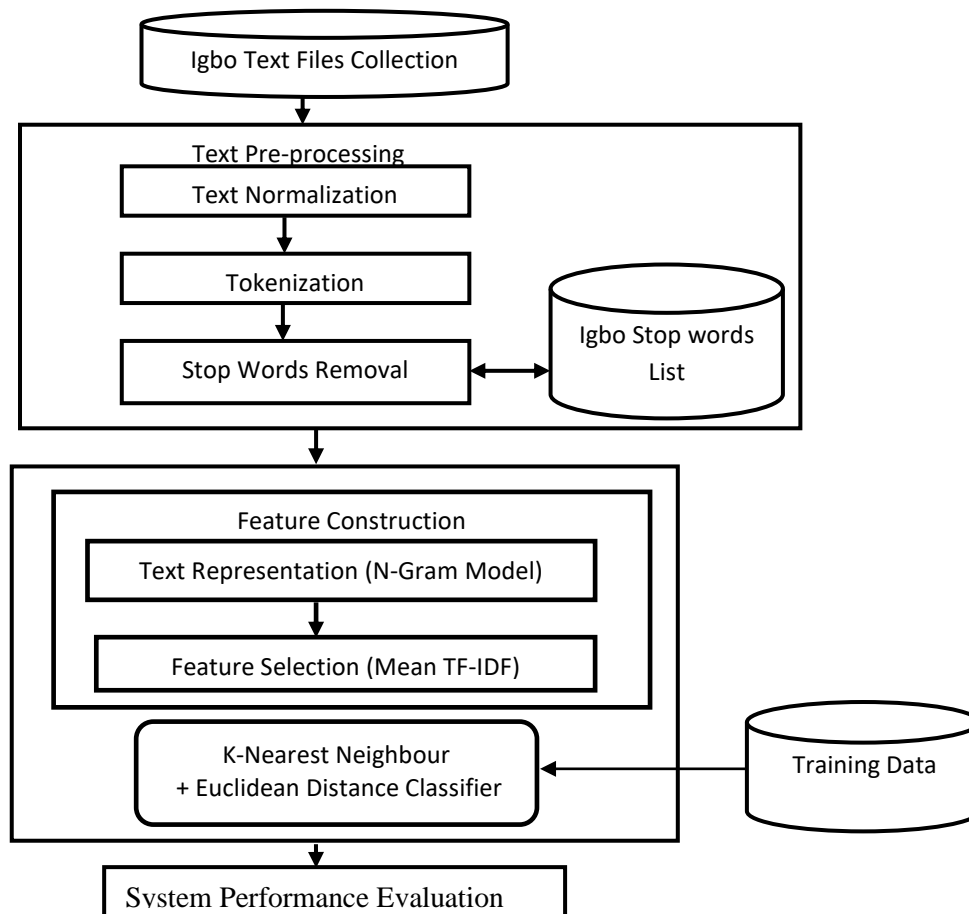 Igbo Text Files Collection
Text Pre-processing
Text Normalization
Tokenization
Stop Words Removal
Igbo Stop words
List
Feature Construction
Text Representation (N-Gram Model)
Feature Selection (Mean TF-IDF)
K-Nearest Neighbour
+ Euclidean Distance Classifier
Training Data
System Performance Evaluation